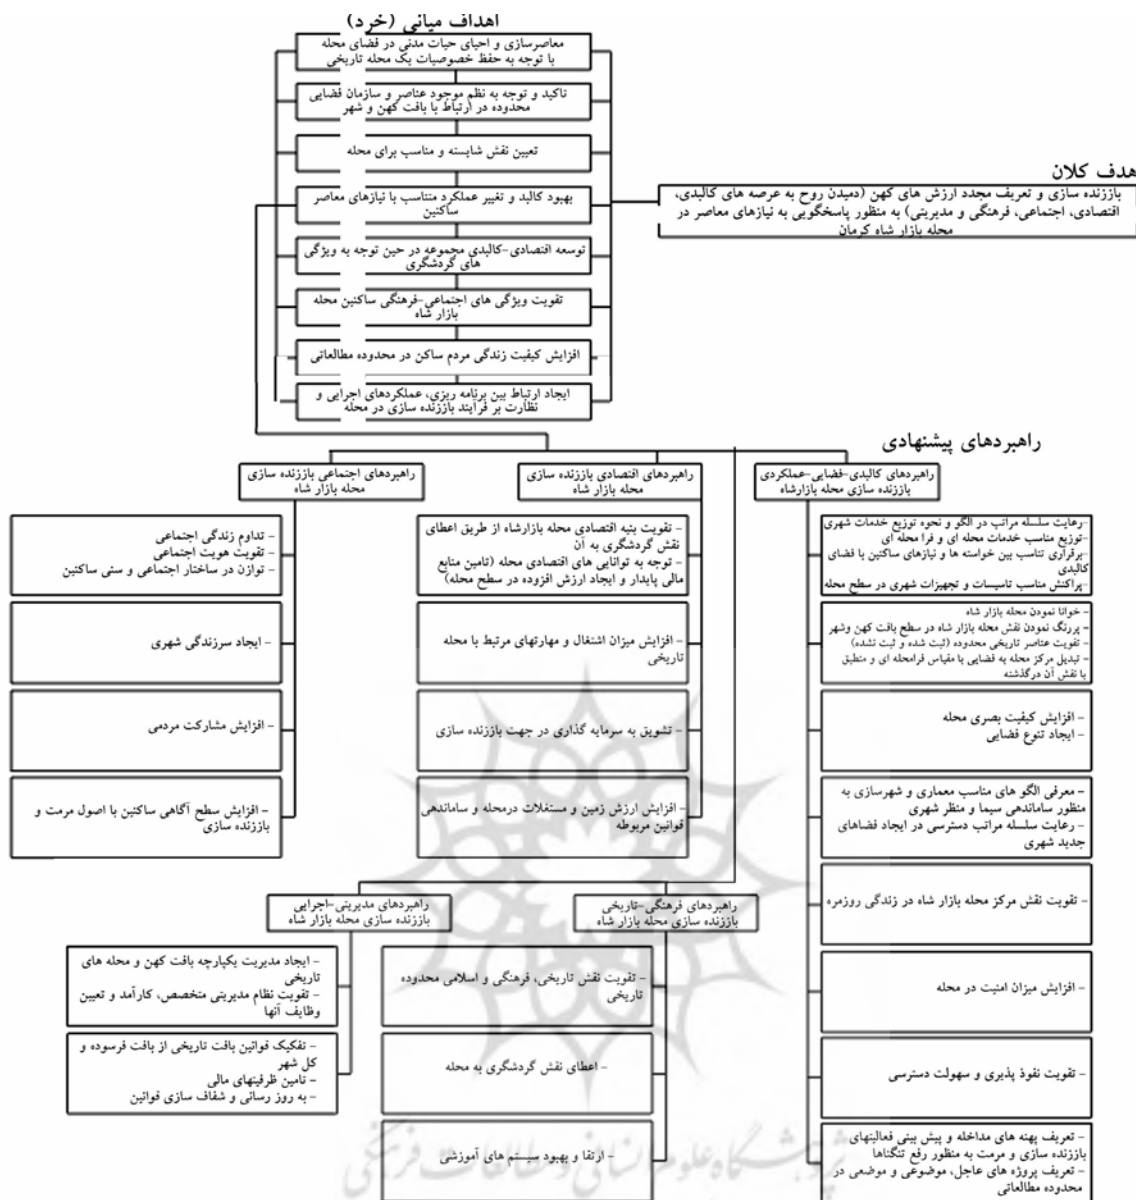 اهداف میانی (خرد)
معاصرسازی و احیای حیات مدنی در فضای محله
با توجه به حفظ خصوصیات یک محله تاریخی
تاکید و توجه به نظم موجود عناصر و سازمان فضایی
محدوده در ارتباط با بافت کهن و شهر
تعیین نقش شایسته و مناسب برای محله
بهبود کالبد و تغییر عملکرد متناسب با نیازهای معاصر
ساکنین
توسعه اقتصادی-کالبدی مجموعه در حین توجه به ویژگی
های گردشگری
تقویت ویژگی های اجتماعی-فرهنگی ساکنین محله
بازار شاه
افزایش کیفیت زندگی مردم ساکن در محدوده مطالعاتی
ایجاد ارتباط بین برنامه ریزی، عملکردهای اجرایی و
نظارت بر فرآیند باززنده سازی در محله
هدف کلان
باززنده سازی و تعریف مجدد ارزش های کهن (دمیدن روح به عرصه های کالبدی،
اقتصادی، اجتماعی، فرهنگی و مدیریتی) به منظور پاسخگویی به نیازهای معاصر در
محله بازار شاه کرمان
راهبردهای پیشنهادی
راهبردهای کالبدی-فضایی-عملکردی
باززنده سازی محله بازارشاه
-رعایت سلسله مراتب در الگو و نحوه توزیع خدمات شهری
-توزیع مناسب خدمات محله ای و فرا محله ای
-برقراری تناسب بین خواسته ها و نیازهای ساکنین با فضای
کالبدی
-پراکنش مناسب تاسیسات و تجهیزات شهری در سطح محله
- خوانا نمودن محله بازار شاه
- پررنگ نمودن نقش محله بازار شاه در سطح بافت کهن وشهر
- تقویت عناصر تاریخی محدوده (ثبت شده و ثبت نشده)
- تبدیل مرکز محله به فضایی با مقیاس فرامحله ای و منطبق
با نقش آن درگذشته
- افزایش کیفیت بصری محله
- ایجاد تنوع فضایی
- معرفی الگو های مناسب معماری و شهرسازی به
منظور ساماندهی سیما و منظر شهری
- رعایت سلسله مراتب دسترسی در ایجاد فضاهای
جدید شهری
- تقویت نقش مرکز محله بازار شاه در زندگی روزمره
- افزایش میزان امنیت در محله
- تقویت نفوذ پذیری و سهولت دسترسی
- تعریف پهنه های مداخله و پیش بینی فعالیتهای
باززنده سازی و مرمت به منظور رفع تنگناها
- تعریف پروژه های عاجل، موضوعی و موضعی در
محدوده مطالعاتی
راهبردهای اقتصادی باززنده سازی
محله بازار شاه
- تقویت بنیه اقتصادی محله بازارشاه از طریق اعطای
نقش گردشگری به آن
- توجه به توانایی های اقتصادی محله (تامین منابع
مالی پایدار و ایجاد ارزش افزوده در سطح محله)
- افزایش میزان اشتغال و مهارتهای مرتبط با محله
تاریخی
- تشویق به سرمایه گذاری در جهت باززنده سازی
- افزایش ارزش زمین و مستغلات درمحله و ساماندهی
قوانین مربوطه
راهبردهای اجتماعی باززنده سازی
محله بازار شاه
- تداوم زندگی اجتماعی
- تقویت هویت اجتماعی
- توازن در ساختار اجتماعی و سنی ساکنین
- ایجاد سرزندگی شهری
- افزایش مشارکت مردمی
- افزایش سطح آگاهی ساکنین با اصول مرمت و
باززنده سازی
راهبردهای فرهنگی-تاریخی
باززنده سازی محله بازار شاه
- تقویت نقش تاریخی، فرهنگی و اسلامی محدوده
تاریخی
- اعطای نقش گردشگری به محله
- ارتقا و بهبود سیستم های آموزشی
راهبردهای مدیریتی-اجرایی
باززنده سازی محله بازار شاه
- ایجاد مدیریت یکپارچه بافت کهن و محله های
تاریخی
- تقویت نظام مدیریتی متخصص، کارآمد و تعیین
وظایف آنها
- تفکیک قوانین بافت تاریخی از بافت فرسوده و
کل شهر
- تامین ظرفیتهای مالی
- به روز رسانی و شفاف سازی قوانین
پژوهشگاه علوم انسانی و مطالعات فرهنگی